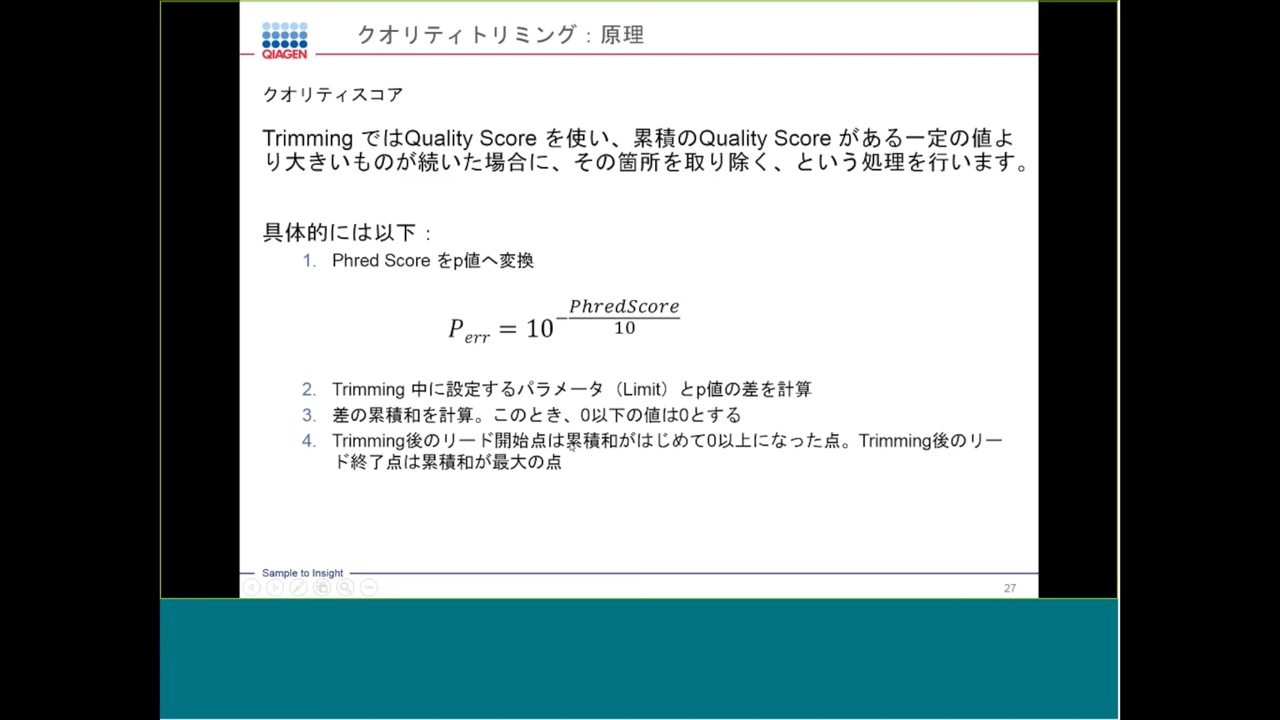 QIAGEN
クオリティトリミング：原理
クオリティスコア
Trimming ではQuality Score を使い、累積のQuality Score がある一定の値よ
り大きいものが続いた場合に、その箇所を取り除く、という処理を行います。
具体的には以下：
1. Phred Score をp値へ変換
P_err = 10^(-PhredScore/10)
2. Trimming 中に設定するパラメータ（Limit）とp値の差を計算
3. 差の累積和を計算。このとき、0以下の値は0とする
4. Trimming後のリード開始点は累積和がはじめて0以上になった点。Trimming後のリー
ド終了点は累積和が最大の点
Sample to Insight
27